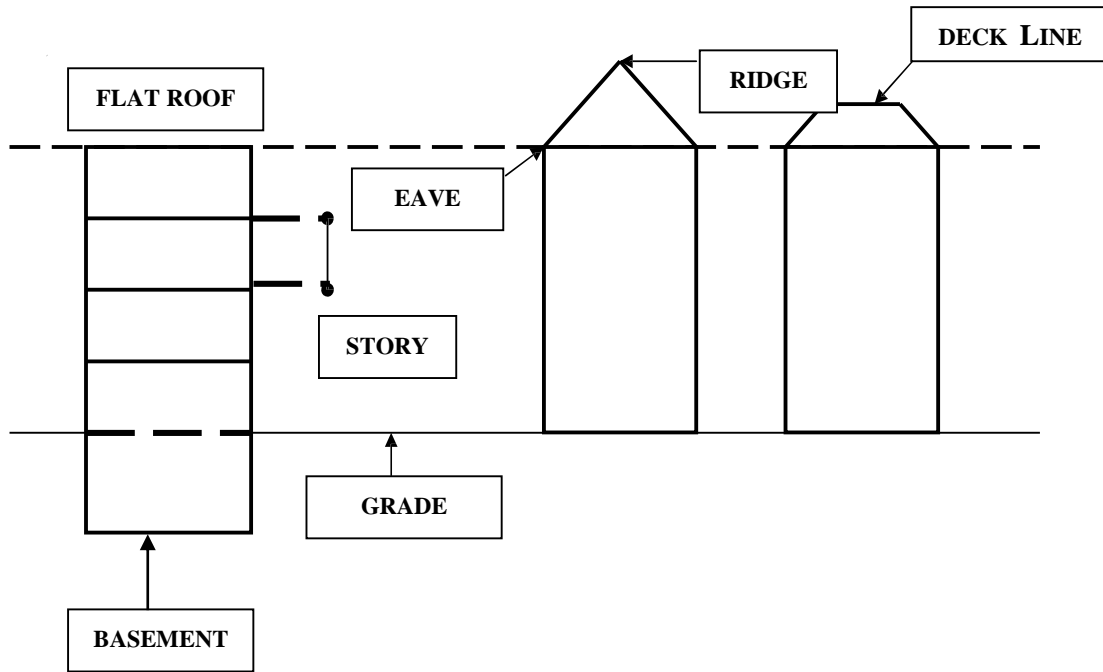 DECK LINE
RIDGE
FLAT ROOF
EAVE
STORY
GRADE
BASEMENT